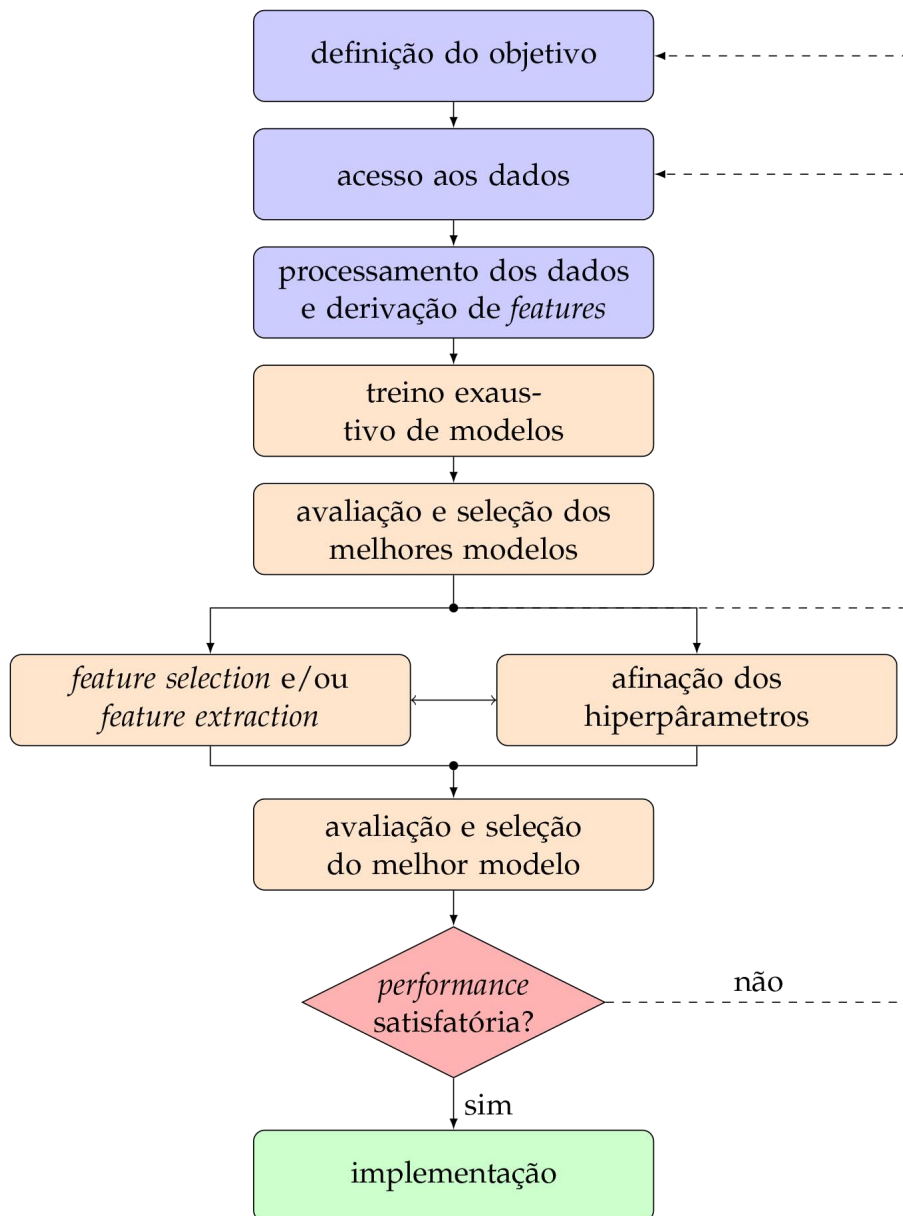 definição do objetivo
acesso aos dados
processamento dos dados
e derivação de features
treino exaus-
tivo de modelos
avaliação e seleção dos
melhores modelos
feature selection e/ou
feature extraction
afinação dos
hiperpârametros
avaliação e seleção
do melhor modelo
performance
satisfatória?
não
sim
implementação